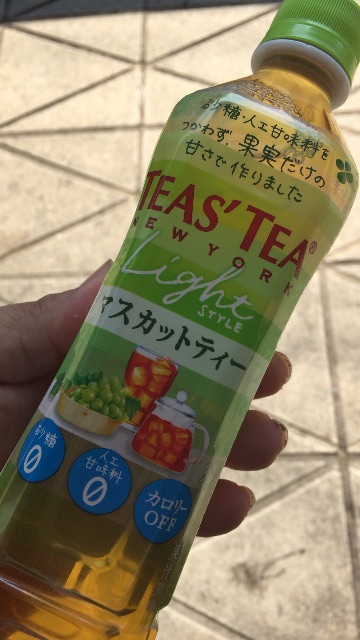 砂糖・人工甘味料を
つかわず、果実だけの
甘さで作りました
TEAS'TEA®
NEW YORK
Light
STYLE
マスカットティー
砂糖
0
人工
甘味料
0
カロリー
OFF